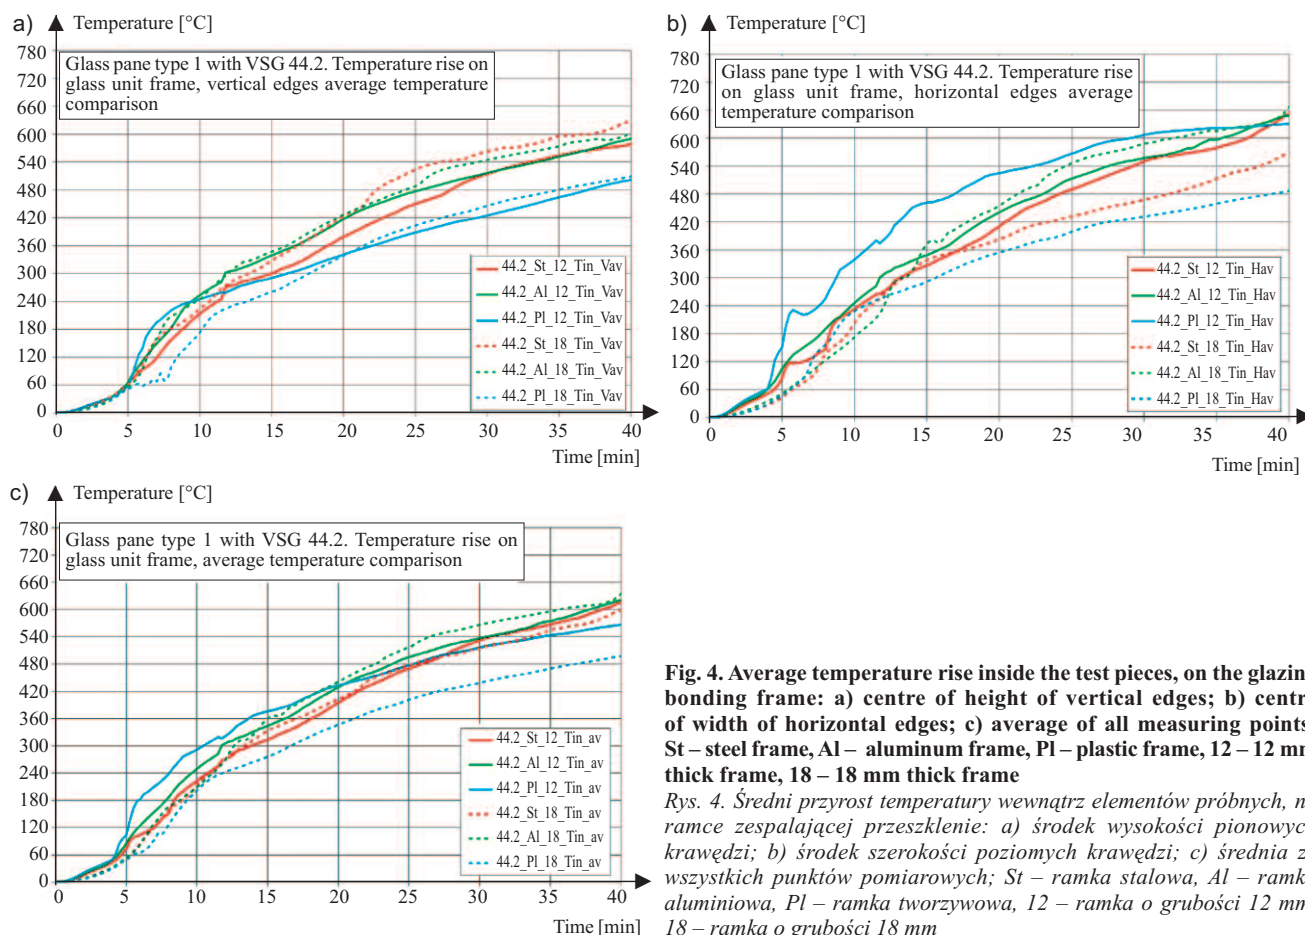 a)
Temperature [°C]
Glass pane type 1 with VSG 44.2. Temperature rise on
glass unit frame, vertical edges average temperature
comparison
780
720
660
600
540
480
420
360
300
240
180
120
60
0
44.2_St_12_Tin_Vav
44.2_Al_12_Tin_Vav
44.2_Pl_12_Tin_Vav
44.2_St_18_Tin_Vav
44.2_Al_18_Tin_Vav
44.2_Pl_18_Tin_Vav
0 5 10 15 20 25 30 35 40
Time [min]
b)
Temperature [°C]
Glass pane type 1 with VSG 44.2. Temperature rise
on glass unit frame, horizontal edges average
temperature comparison
780
720
660
600
540
480
420
360
300
240
180
120
60
0
44.2_St_12_Tin_Hav
44.2_Al_12_Tin_Hav
44.2_Pl_12_Tin_Hav
44.2_St_18_Tin_Hav
44.2_Al_18_Tin_Hav
44.2_Pl_18_Tin_Hav
0 5 10 15 20 25 30 35 40
Time [min]
c)
Temperature [°C]
Glass pane type 1 with VSG 44.2. Temperature rise on
glass unit frame, average temperature comparison
780
720
660
600
540
480
420
360
300
240
180
120
60
0
44.2_St_12_Tin_av
44.2_Al_12_Tin_av
44.2_Pl_12_Tin_av
44.2_St_18_Tin_av
44.2_Al_18_Tin_av
44.2_Pl_18_Tin_av
0 5 10 15 20 25 30 35 40
Time [min]
Fig. 4. Average temperature rise inside the test pieces, on the glazin
bonding frame: a) centre of height of vertical edges; b) centr
of width of horizontal edges; c) average of all measuring points
St – steel frame, Al – aluminum frame, Pl – plastic frame, 12 – 12 mm
thick frame, 18 – 18 mm thick frame
Rys. 4. Średni przyrost temperatury wewnątrz elementów próbnych, n
ramce zespalającej przeszklenie: a) środek wysokości pionowyc
krawędzi; b) środek szerokości poziomych krawędzi; c) średnia z
wszystkich punktów pomiarowych; St – ramka stalowa, Al – ramk
aluminiowa, Pl – ramka tworzywowa, 12 – ramka o grubości 12 mm
18 – ramka o grubości 18 mm